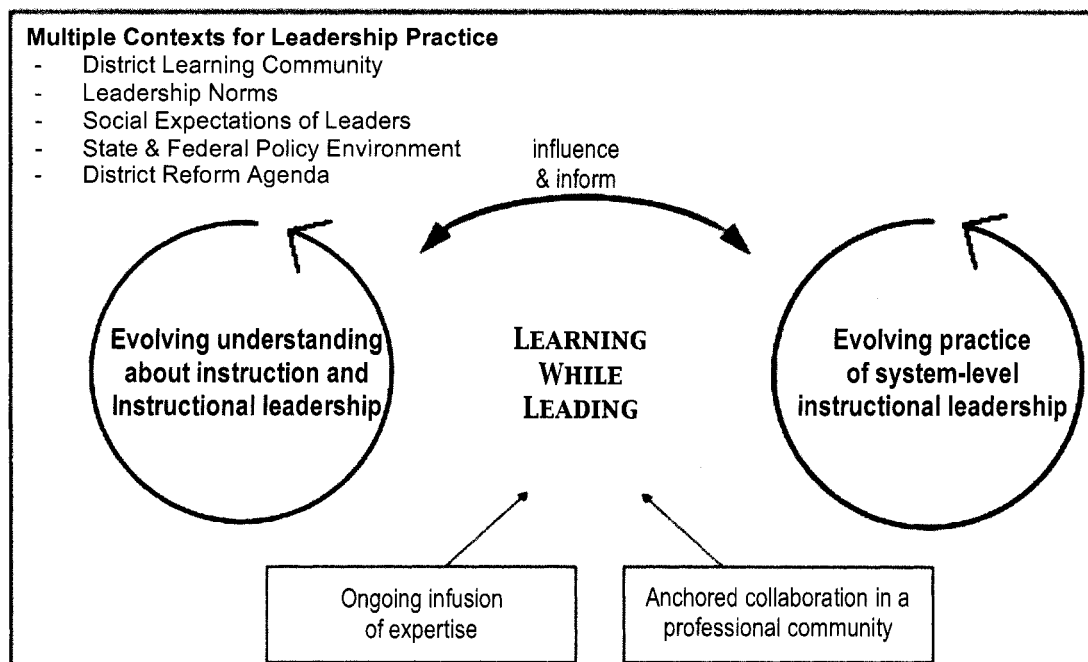 Multiple Contexts for Leadership Practice
- District Learning Community
- Leadership Norms
- Social Expectations of Leaders
- State & Federal Policy Environment
- District Reform Agenda
influence
& inform
Evolving understanding
about instruction and
Instructional leadership
LEARNING
WHILE
LEADING
Evolving practice
of system-level
instructional leadership
Ongoing infusion
of expertise
Anchored collaboration in a
professional community